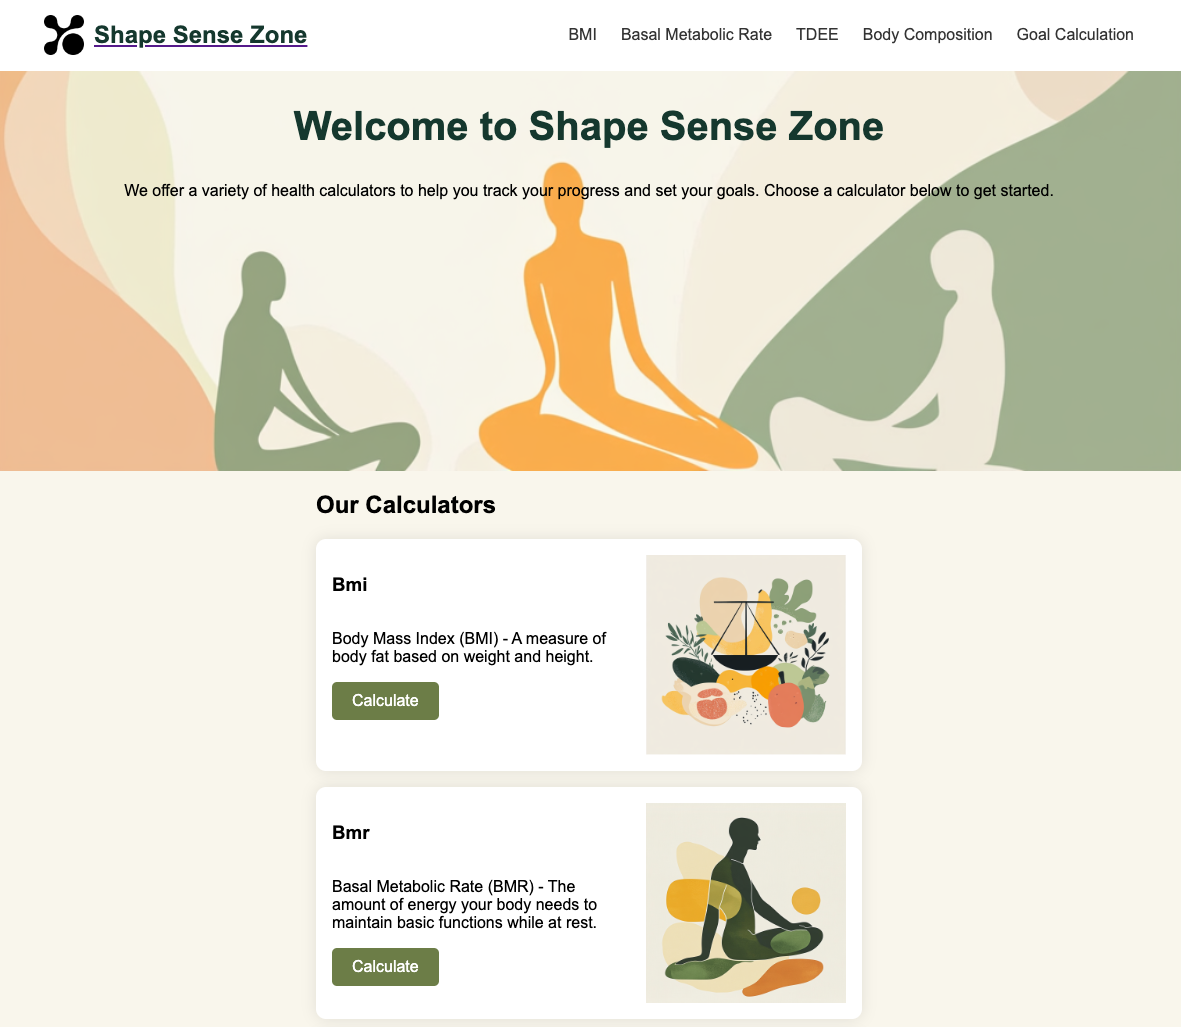 Shape Sense Zone
BMI Basal Metabolic Rate TDEE Body Composition Goal Calculation
Welcome to Shape Sense Zone
We offer a variety of health calculators to help you track your progress and set your goals. Choose a calculator below to get started.
Our Calculators
Bmi
Body Mass Index (BMI) - A measure of
body fat based on weight and height.
Calculate
Bmr
Basal Metabolic Rate (BMR) - The
amount of energy your body needs to
maintain basic functions while at rest.
Calculate